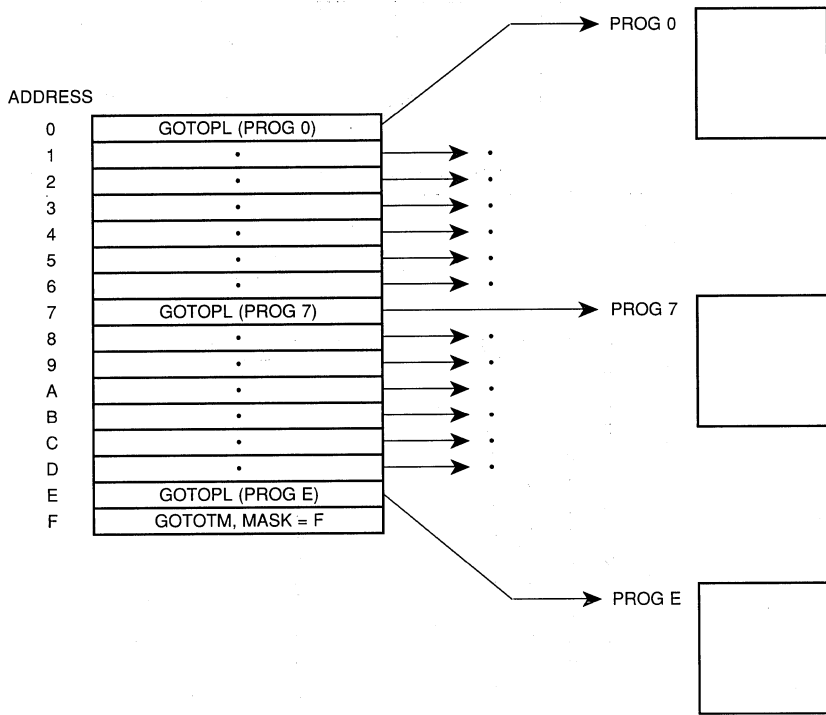 PROG 0
ADDRESS
0 GOTOPL (PROG 0)
1 • •
2 • •
3 • •
4 • •
5 • •
6 • •
7 GOTOPL (PROG 7) PROG 7
8 • •
9 • •
A • •
B • •
C • •
D • •
E GOTOPL (PROG E)
F GOTOTM, MASK = F
PROG E